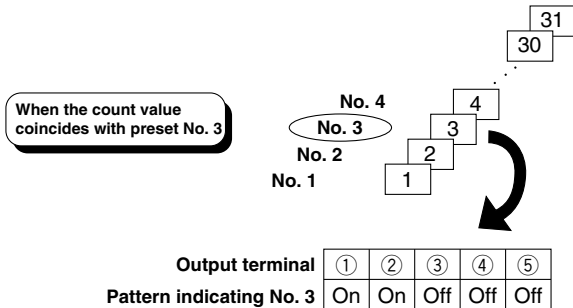 31
30
When the count value
coincides with preset No. 3
No. 4
4
No. 3
3
No. 2
2
No. 1
1
Output terminal ① ② ③ ④ ⑤
Pattern indicating No. 3 On On Off Off Off